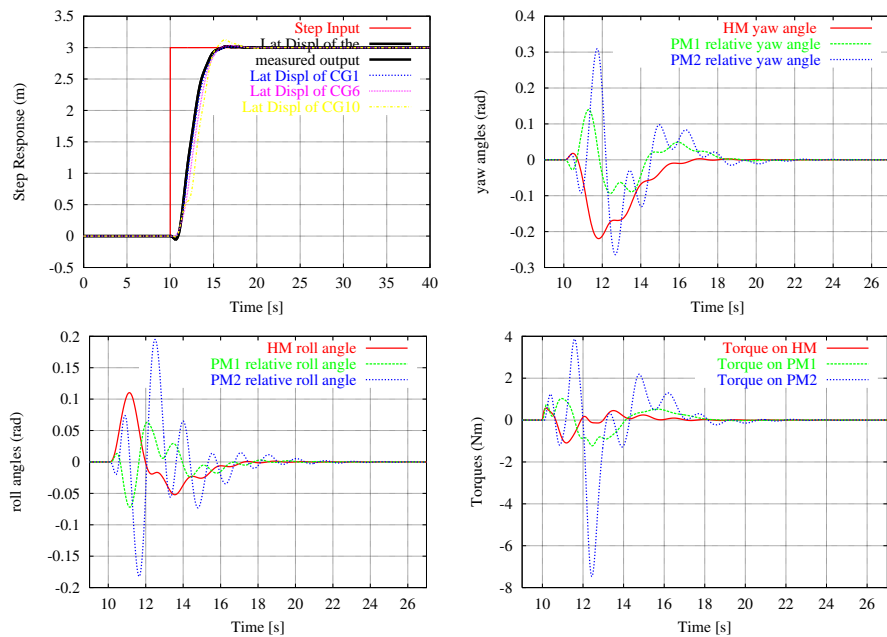 Step Input
Lat Displ of the
measured output
Lat Displ of CG1
Lat Displ of CG6
Lat Displ of CG10
3.5
3
2.5
2
1.5
1
0.5
0
-0.5
Step Response (m)
0 5 10 15 20 25 30 35 40
Time [s]
HM yaw angle
PM1 relative yaw angle
PM2 relative yaw angle
0.4
0.3
0.2
0.1
0
-0.1
-0.2
-0.3
yaw angles (rad)
10 12 14 16 18 20 22 24 26
Time [s]
HM roll angle
PM1 relative roll angle
PM2 relative roll angle
0.2
0.15
0.1
0.05
0
-0.05
-0.1
-0.15
-0.2
roll angles (rad)
10 12 14 16 18 20 22 24 26
Time [s]
Torque on HM
Torque on PM1
Torque on PM2
4
2
0
-2
-4
-6
-8
Torques (Nm)
10 12 14 16 18 20 22 24 26
Time [s]